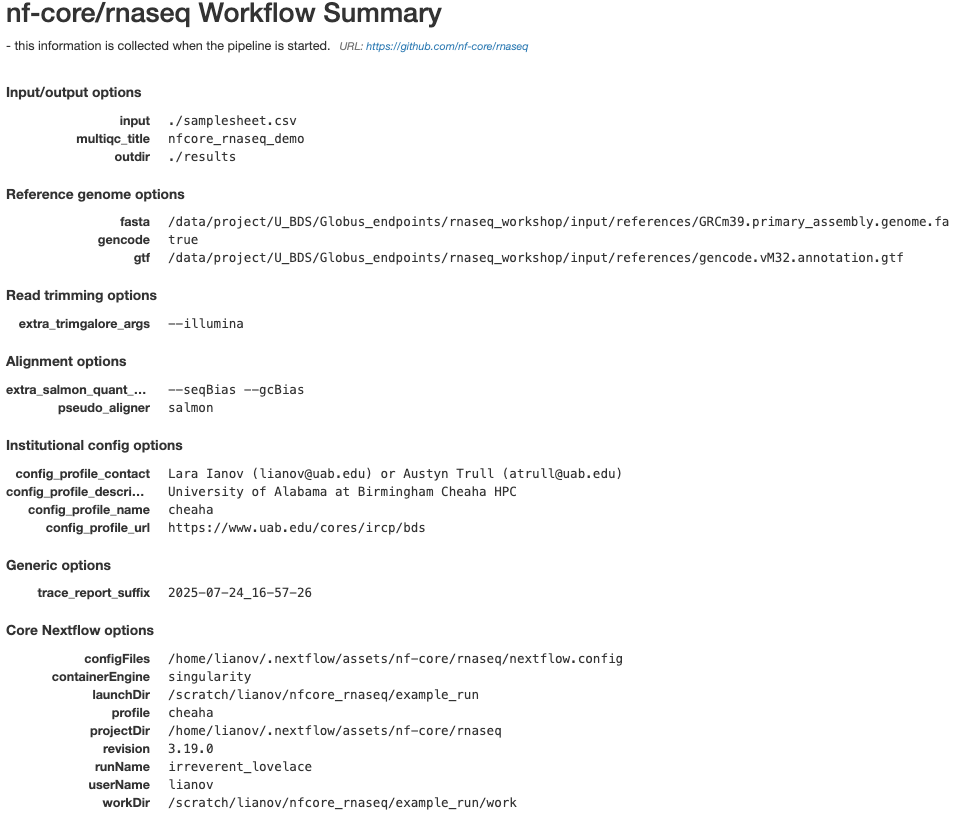 nf-core/rnaseq Workflow Summary
- this information is collected when the pipeline is started. URL: https://github.com/nf-core/rnaseq
Input/output options
input ./samplesheet.csv
multiqc_title nfcore_rnaseq_demo
outdir ./results
Reference genome options
fasta /data/project/U_BDS/Globus_endpoints/rnaseq_workshop/input/references/GRCm39.primary_assembly.genome.fa
gencode true
gtf /data/project/U_BDS/Globus_endpoints/rnaseq_workshop/input/references/gencode.vM32.annotation.gtf
Read trimming options
extra_trimgalore_args --illumina
Alignment options
extra_salmon_quant_... --seqBias --gcBias
pseudo_aligner salmon
Institutional config options
config_profile_contact Lara Ianov (lianov@uab.edu) or Austyn Trull (atrull@uab.edu)
config_profile_descri... University of Alabama at Birmingham Cheaha HPC
config_profile_name cheaha
config_profile_url https://www.uab.edu/cores/ircp/bds
Generic options
trace_report_suffix 2025-07-24_16-57-26
Core Nextflow options
configFiles /home/lianov/.nextflow/assets/nf-core/rnaseq/nextflow.config
containerEngine singularity
launchDir /scratch/lianov/nfcore_rnaseq/example_run
profile cheaha
projectDir /home/lianov/.nextflow/assets/nf-core/rnaseq
revision 3.19.0
runName irreverent_lovelace
userName lianov
workDir /scratch/lianov/nfcore_rnaseq/example_run/work